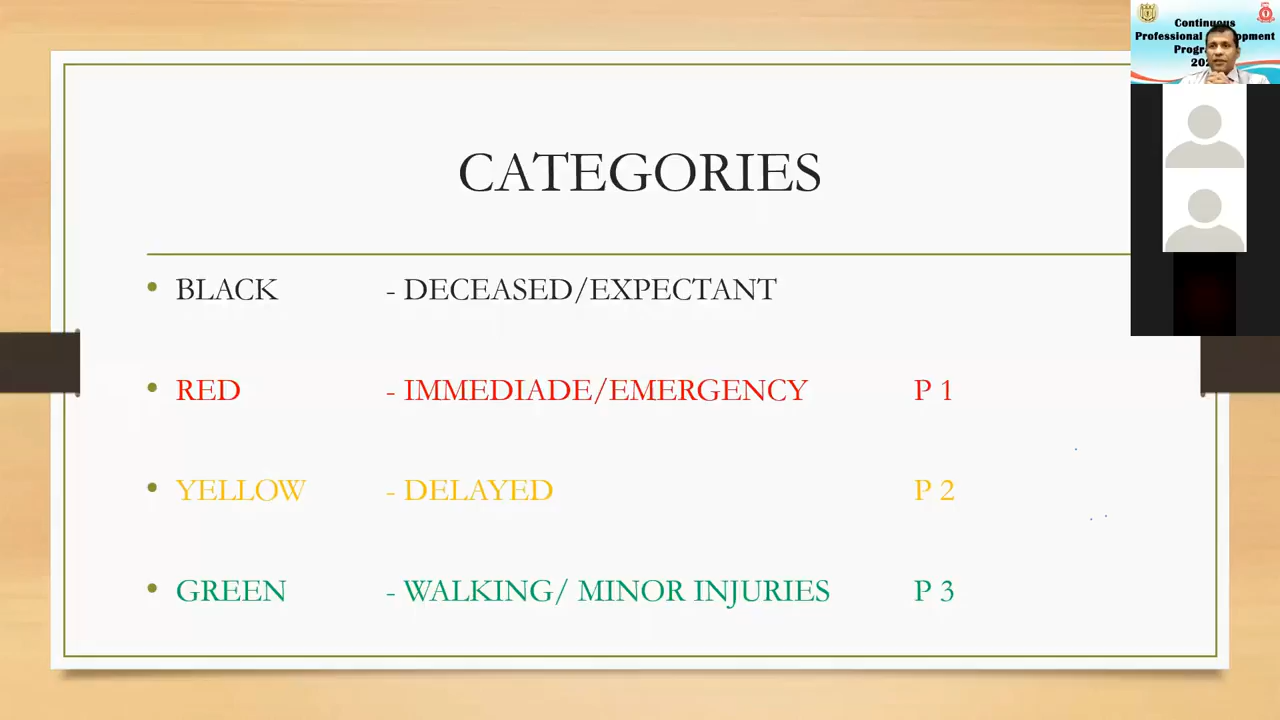 CATEGORIES
• BLACK - DECEASED/EXPECTANT
• RED - IMMEDIADE/EMERGENCY P 1
• YELLOW - DELAYED P 2
• GREEN - WALKING/ MINOR INJURIES P 3
Continuous
Professional